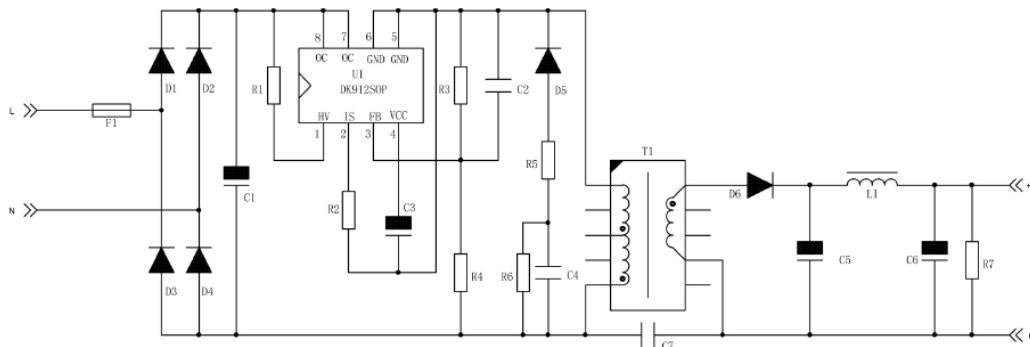 8 7 6 5
OC OC GND GND
D1 D2 R1 U1 R3 C2 D5
DK912SOP
L F1
HV IS FB VCC
1 2 3 4
T1
R5
D6 L1 +
N C1 R2 C3
D3 D4 R4 R6 C4 C5 C6 R7
C7